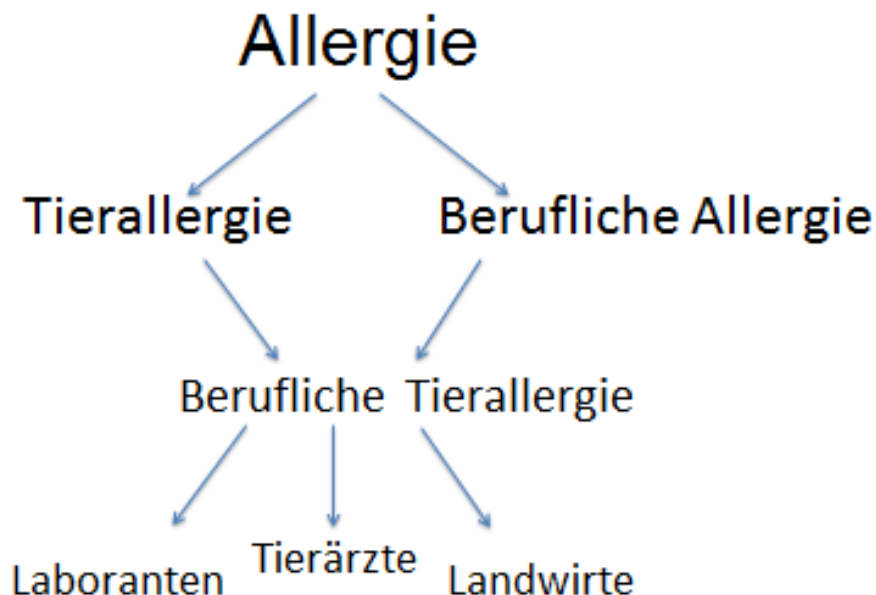 Allergie
Tierallergie
Berufliche Allergie
Berufliche Tierallergie
Laboranten
Tierärzte
Landwirte